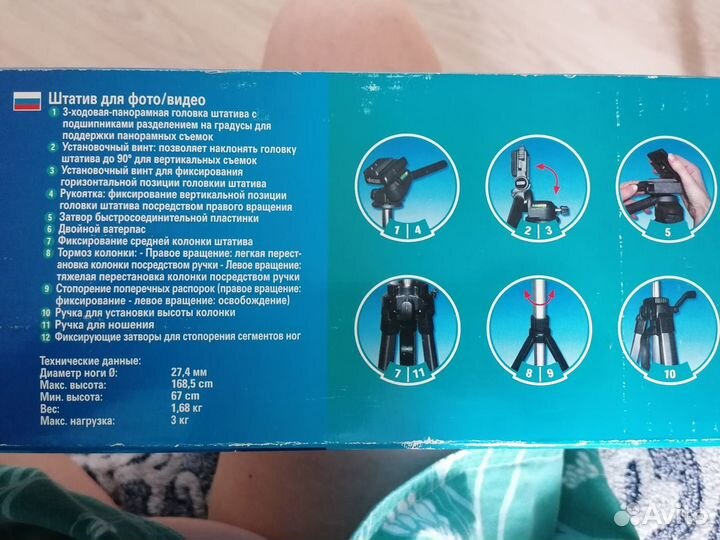 Штатив для фото/видео
1 3-ходовая-панорамная головка штатива с
подшипниками разделением на градусы для
поддержки панорамных съемок
2 Установочный винт: позволяет наклонять головку
штатива до 90° для вертикальных съемок
3 Установочный винт для фиксирования
горизонтальной позиции головкии штатива
4 Рукоятка: фиксирование вертикальной позиции
головки штатива посредством правого вращения
5 Затвор быстросоединительной пластинки
6 Двойной ватерпас
7 Фиксирование средней колонки штатива
8 Тормоз колонки: - Правое вращение: легкая перест-
ановка колонки посредством ручки - Левое вращение:
тяжелая перестановка колонки посредством ручки
9 Стопорение поперечных распорок (правое вращение:
фиксирование - левое вращение: освобождение)
10 Ручка для установки высоты колонки
11 Ручка для ношения
12 Фиксирующие затворы для стопорения сегментов ног
Технические данные:
Диаметр ноги Ø: 27,4 мм
Макс. высота: 168,5 cm
Мин. высота: 67 cm
Вес: 1,68 кг
Макс. нагрузка: 3 кг
1 4
2 3
5
7 11
8 9
10
Avito